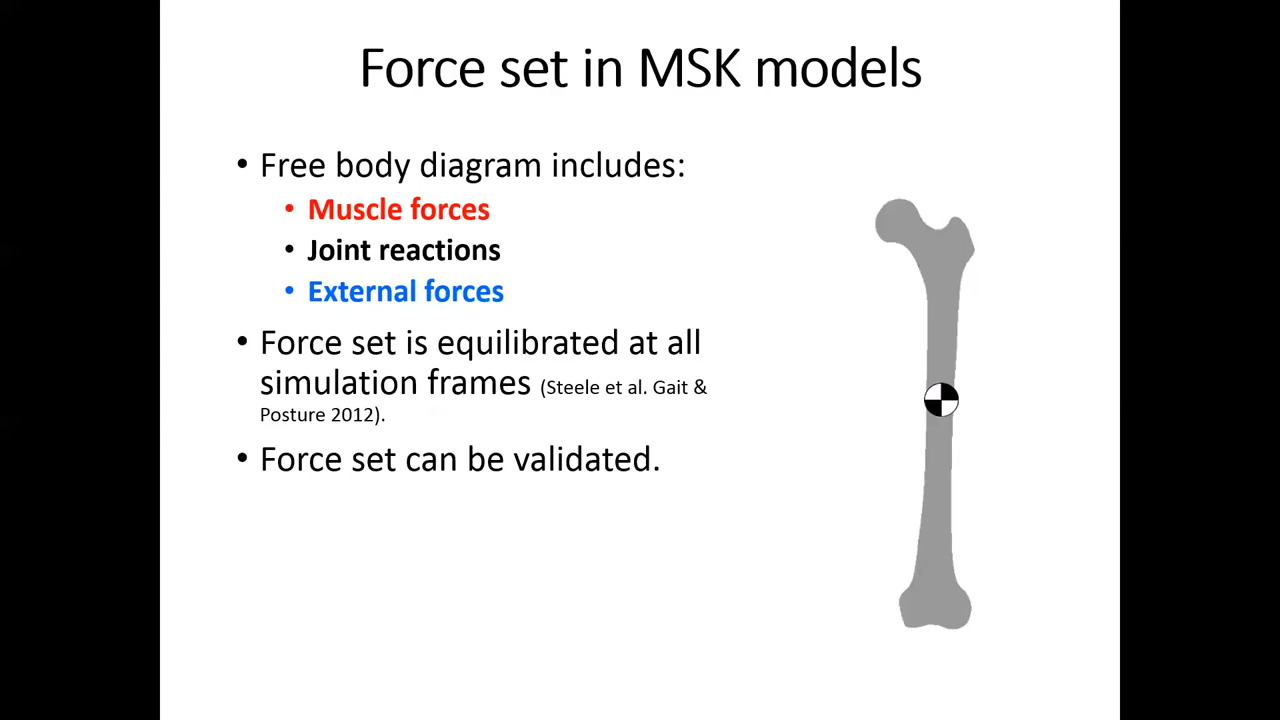 Force set in MSK models
• Free body diagram includes:
• Muscle forces
• Joint reactions
• External forces
• Force set is equilibrated at all
simulation frames (Steele et al. Gait &
Posture 2012).
• Force set can be validated.